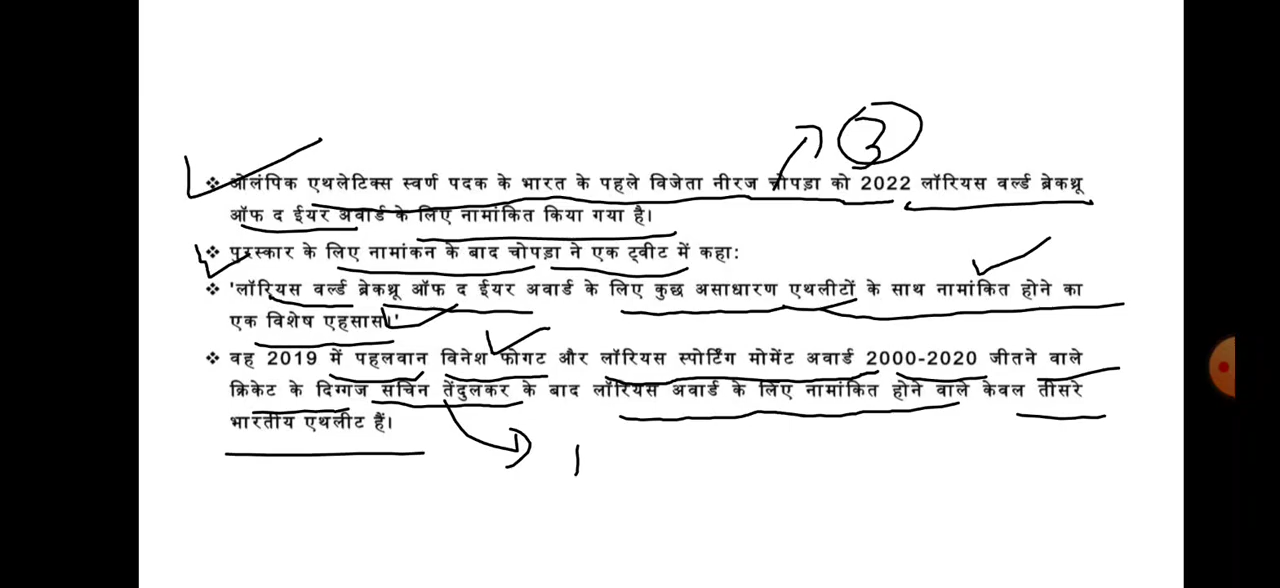 3
❖ ओलंपिक एथलेटिक्स स्वर्ण पदक के भारत के पहले विजेता नीरज चोपड़ा को 2022 लॉरियस वर्ल्ड ब्रेकथ्रू
ऑफ द ईयर अवार्ड के लिए नामांकित किया गया है।
❖ पुरस्कार के लिए नामांकन के बाद चोपड़ा ने एक ट्वीट में कहा:
❖ 'लॉरियस वर्ल्ड ब्रेकथ्रू ऑफ द ईयर अवार्ड के लिए कुछ असाधारण एथलीटों के साथ नामांकित होने का
एक विशेष एहसास।'
❖ वह 2019 में पहलवान विनेश फोगट और लॉरियस स्पोर्टिंग मोमेंट अवार्ड 2000-2020 जीतने वाले
क्रिकेट के दिग्गज सचिन तेंदुलकर के बाद लॉरियस अवार्ड के लिए नामांकित होने वाले केवल तीसरे
भारतीय एथलीट हैं।
1